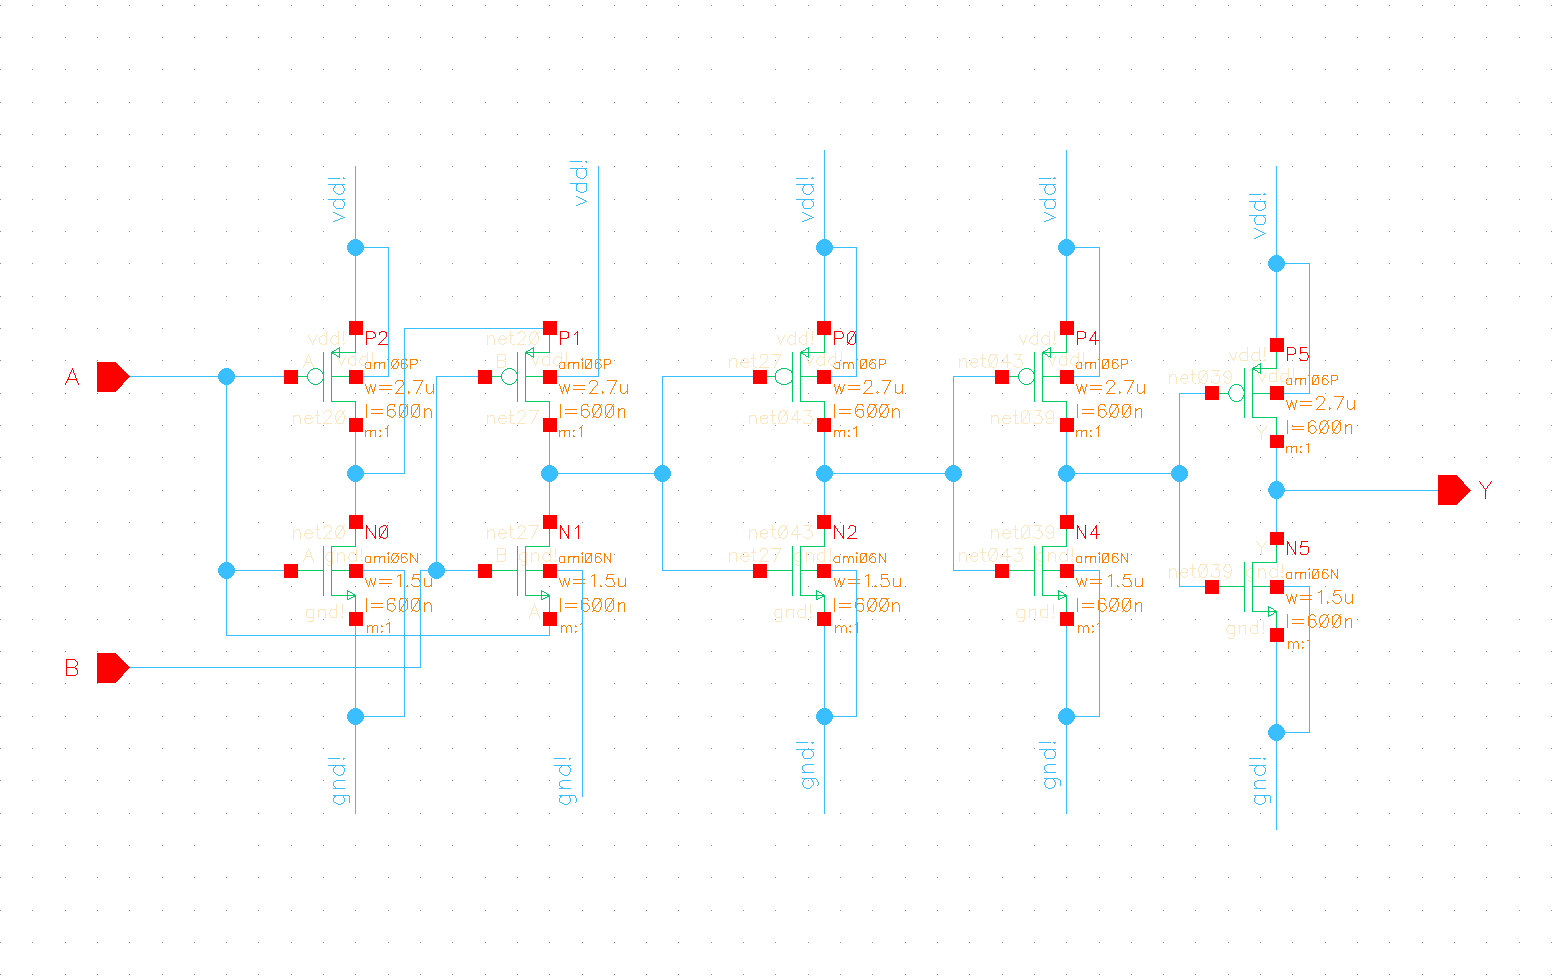 vdd!
vdd!
vdd!
vdd!
vdd!
A
vdd!
P2
A
ami06P
w=2.7u
l=600n
net20
m:1
net20
P1
B
vdd!
ami06P
w=2.7u
l=600n
net27
m:1
vdd!
P0
net27
vdd!
ami06P
w=2.7u
l=600n
net043
m:1
vdd!
P4
net043
vdd!
ami06P
w=2.7u
l=600n
net039
m:1
vdd!
P5
net039
vdd!
ami06P
w=2.7u
l=600n
Y
m:1
Y
net20
N0
A
gnd!
ami06N
w=1.5u
l=600n
gnd!
m:1
net27
N1
B
gnd!
ami06N
w=1.5u
l=600n
A
m:1
net043
N2
net27
gnd!
ami06N
w=1.5u
l=600n
gnd!
m:1
net039
N4
net043
gnd!
ami06N
w=1.5u
l=600n
gnd!
m:1
Y
N5
net039
gnd!
ami06N
w=1.5u
l=600n
gnd!
m:1
B
gnd!
gnd!
gnd!
gnd!
gnd!